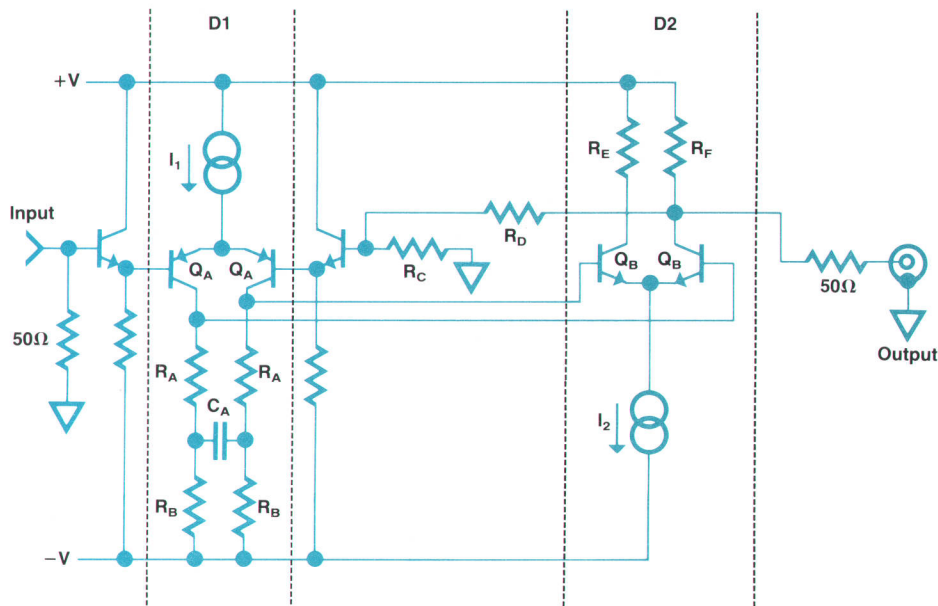 D1
D2
+V
I1
RE
RF
Input
RD
QA
QA
RC
QB
QB
50Ω
50Ω
RA
RA
Output
CA
I2
RB
RB
−V